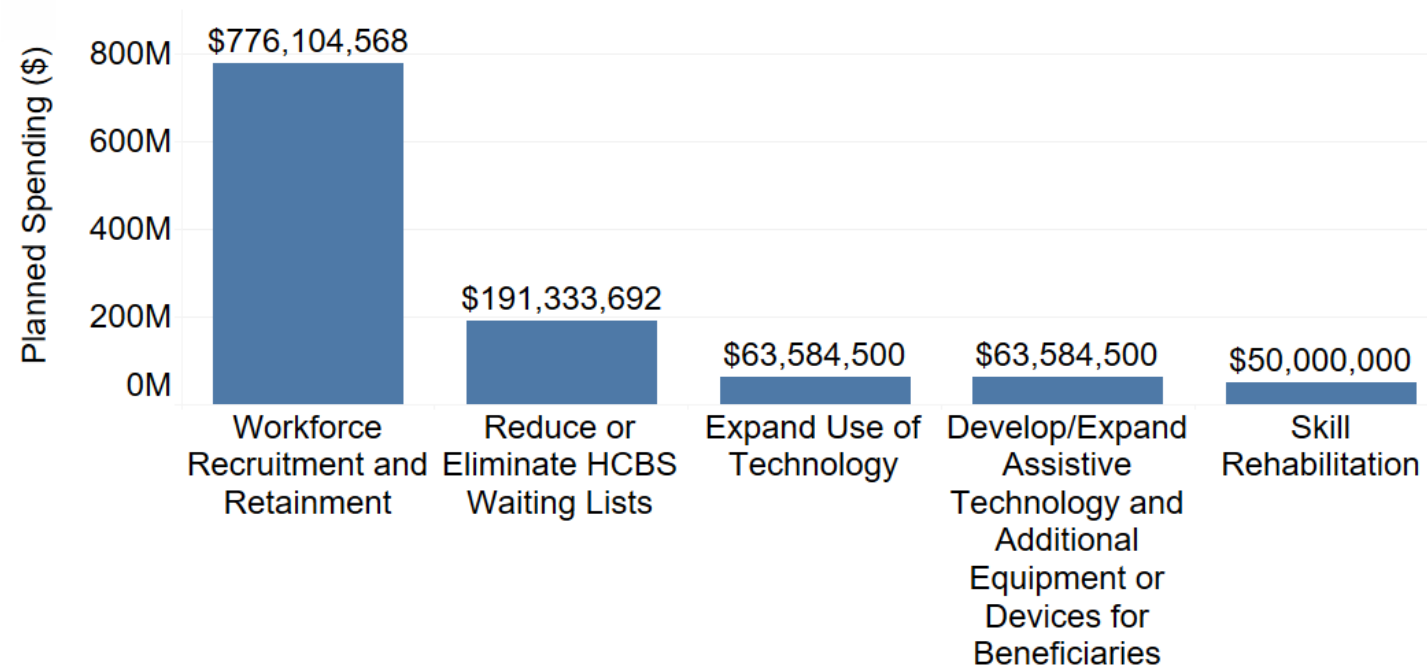 Planned Spending ($)
800M
600M
400M
200M
0M
$776,104,568
$191,333,692
$63,584,500
$63,584,500
$50,000,000
Workforce
Recruitment and
Retainment
Reduce or
Eliminate HCBS
Waiting Lists
Expand Use of
Technology
Develop/Expand
Assistive
Technology and
Additional
Equipment or
Devices for
Beneficiaries
Skill
Rehabilitation